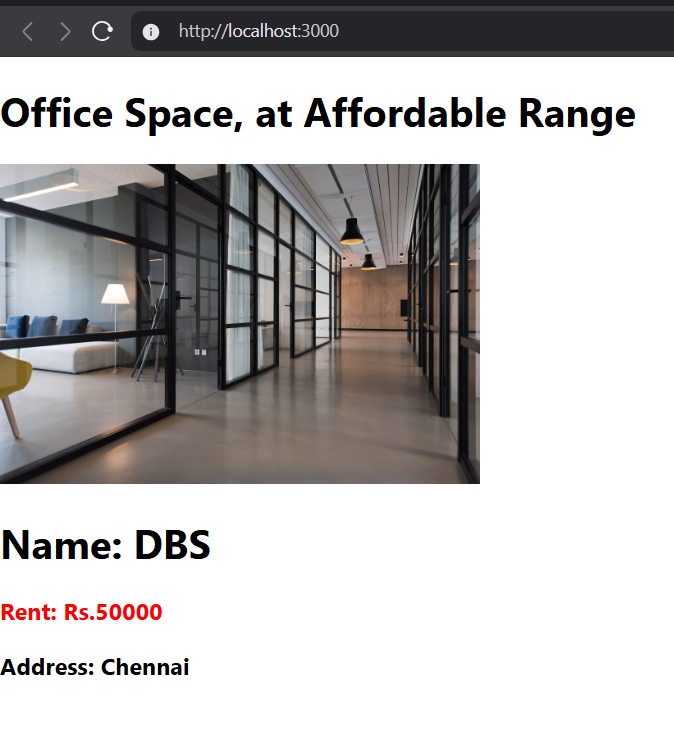 http://localhost:3000
Office Space, at Affordable Range
Name: DBS
Rent: Rs.50000
Address: Chennai